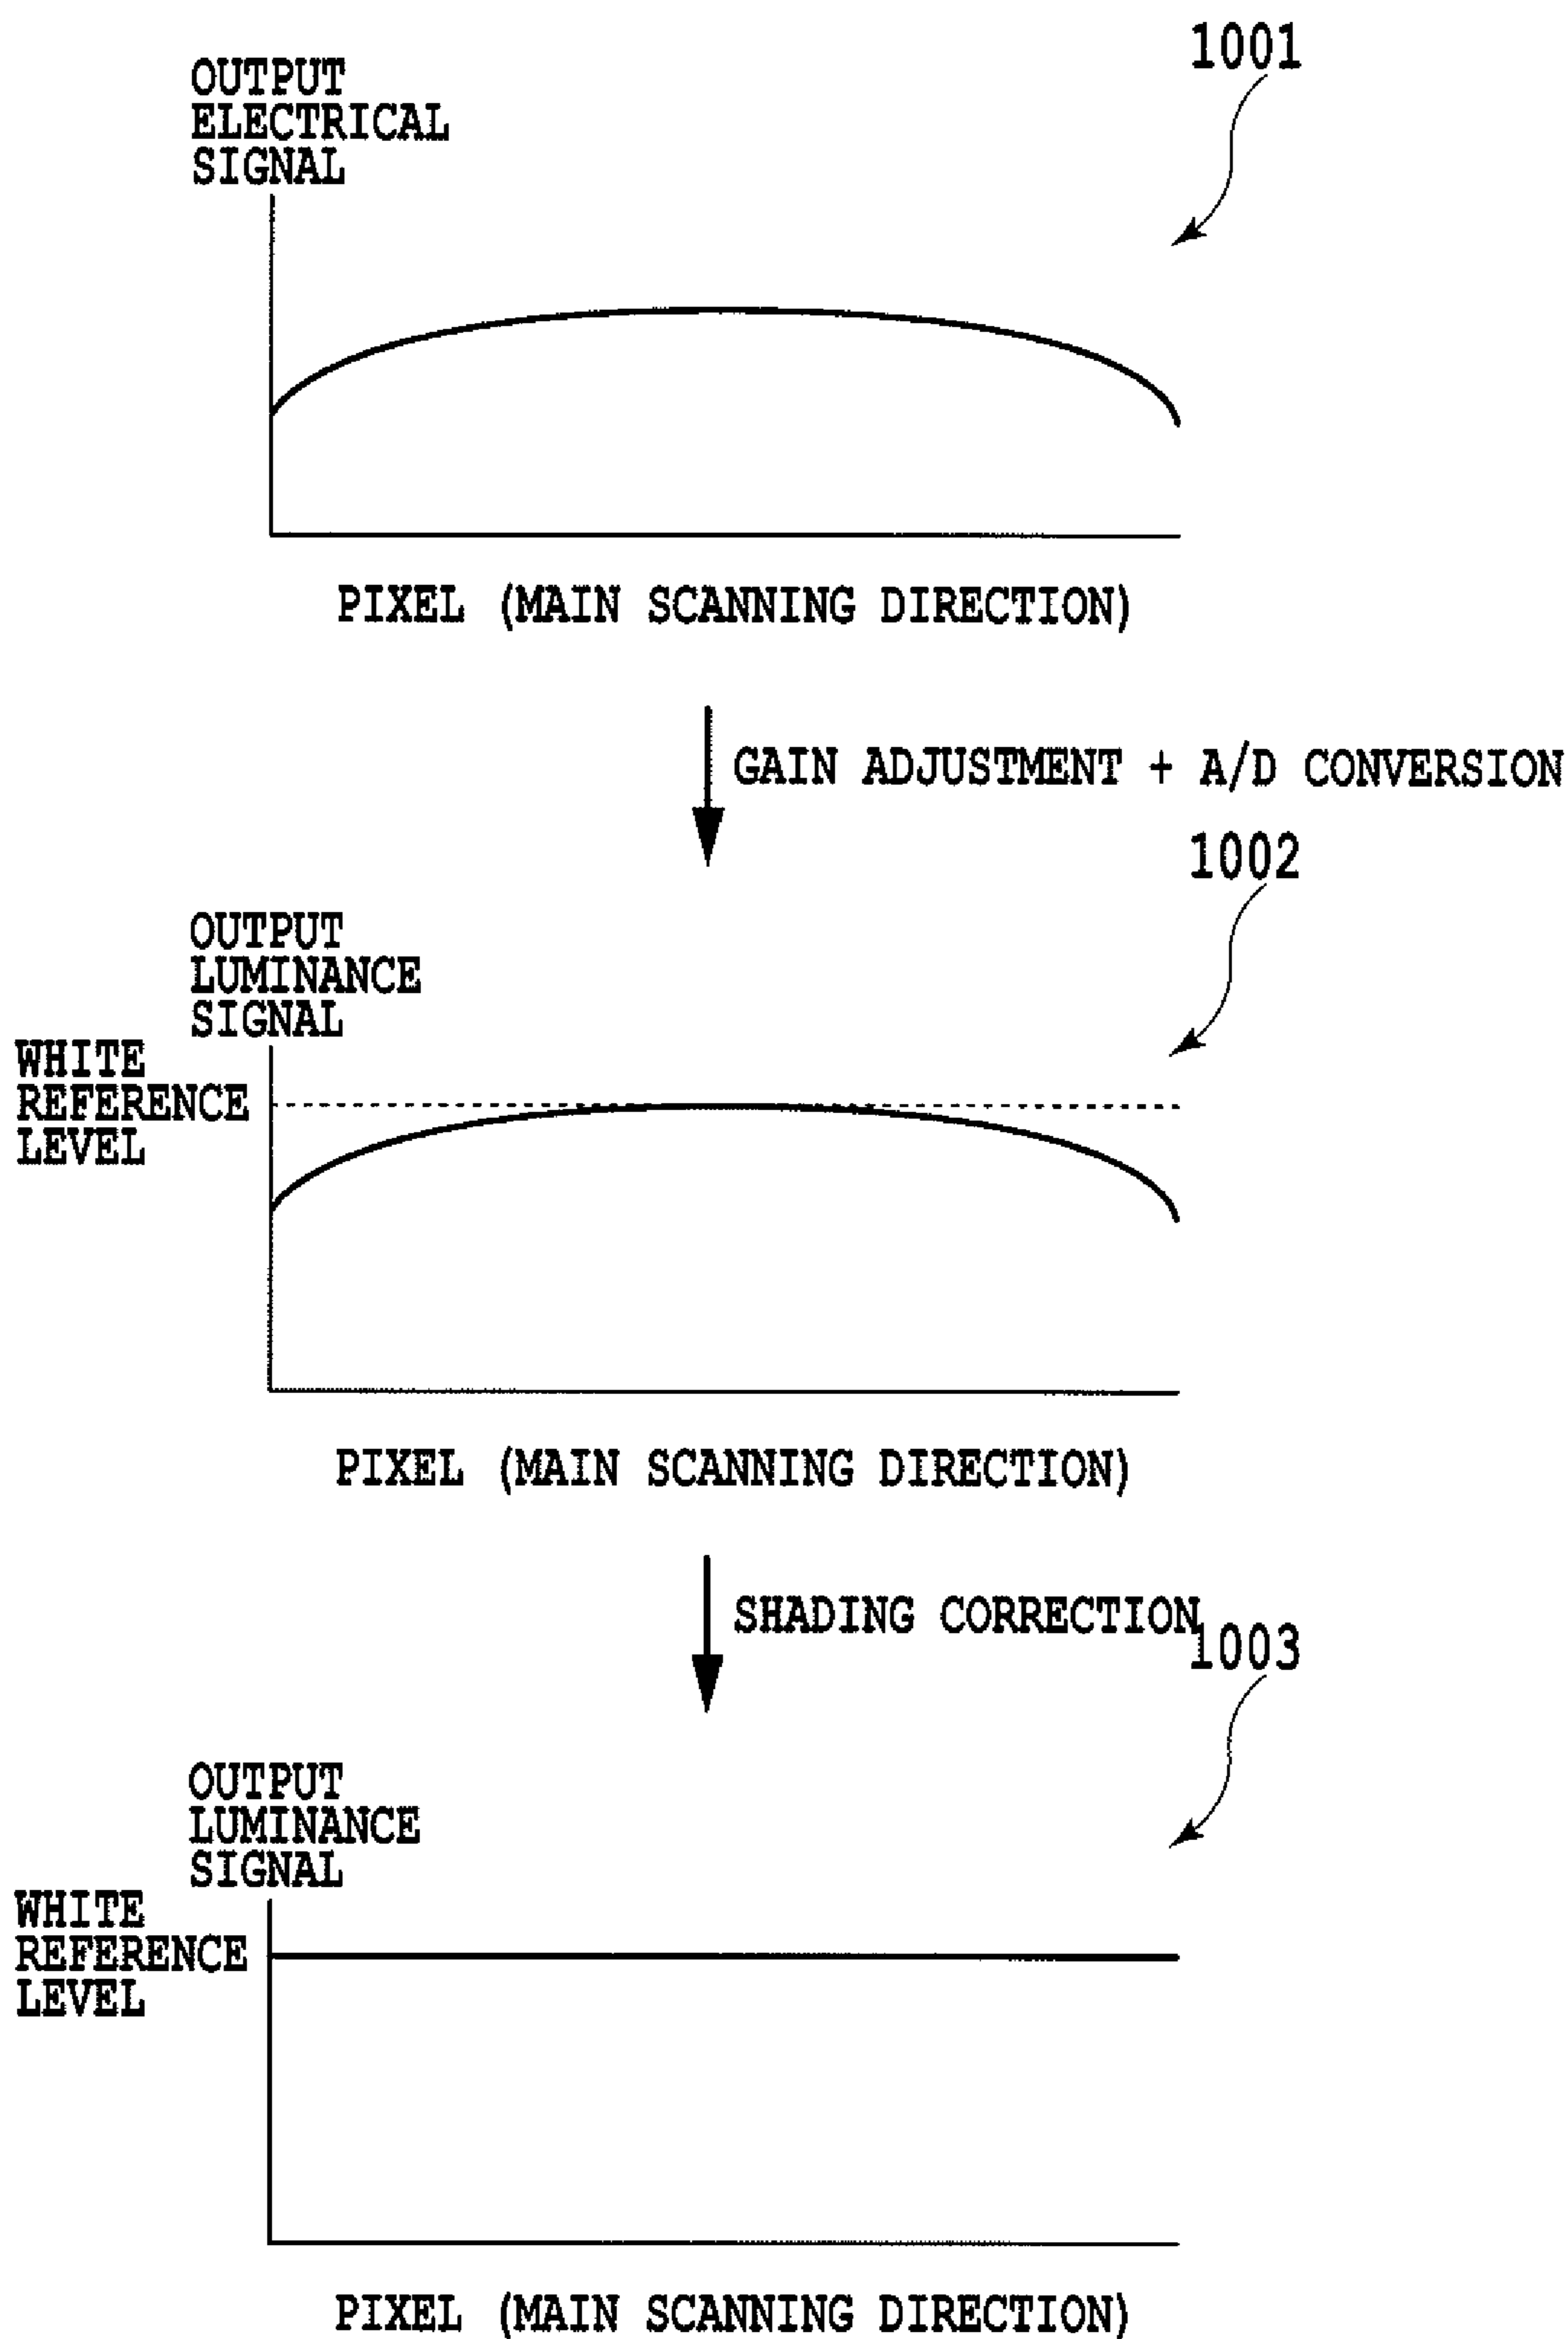 1001
OUTPUT
ELECTRICAL
SIGNAL
PIXEL (MAIN SCANNING DIRECTION)
GAIN ADJUSTMENT + A/D CONVERSION
1002
OUTPUT
LUMINANCE
SIGNAL
WHITE
REFERENCE
LEVEL
PIXEL (MAIN SCANNING DIRECTION)
SHADING CORRECTION
1003
OUTPUT
LUMINANCE
SIGNAL
WHITE
REFERENCE
LEVEL
PIXEL (MAIN SCANNING DIRECTION)